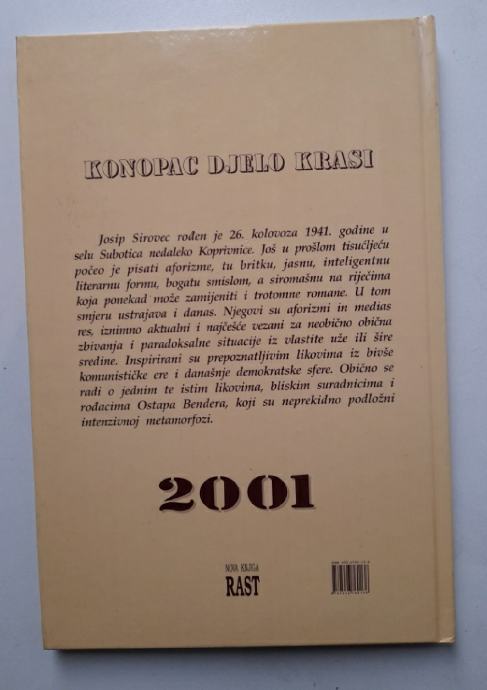 KONOPAC DJELO KRASI
Josip Sirovec rođen je 26. kolovoza 1941. godine u
selu Subotica nedaleko Koprivnice. Još u prošlom tisućljeću
počeo je pisati aforizme, tu britku, jasnu, inteligentnu
literarnu formu, bogatu smislom, a siromašnu na riječima
koja ponekad može zamijeniti i trotomne romane. U tom
smjeru ustrajava i danas. Njegovi su aforizmi in medias
res, iznimno aktualni i najčešće vezani za neobično obična
zbivanja i paradoksalne situacije iz vlastite uže ili šire
sredine. Inspirirani su prepoznatljivim likovima iz bivše
komunističke ere i današnje demokratske sfere. Obično se
radi o jednim te istim likovima, bliskim suradnicima i
rođacima Ostapa Bendera, koji su neprekidno podložni
intenzivnoj metamorfozi.
2001
NOVA KNJIGA
RAST